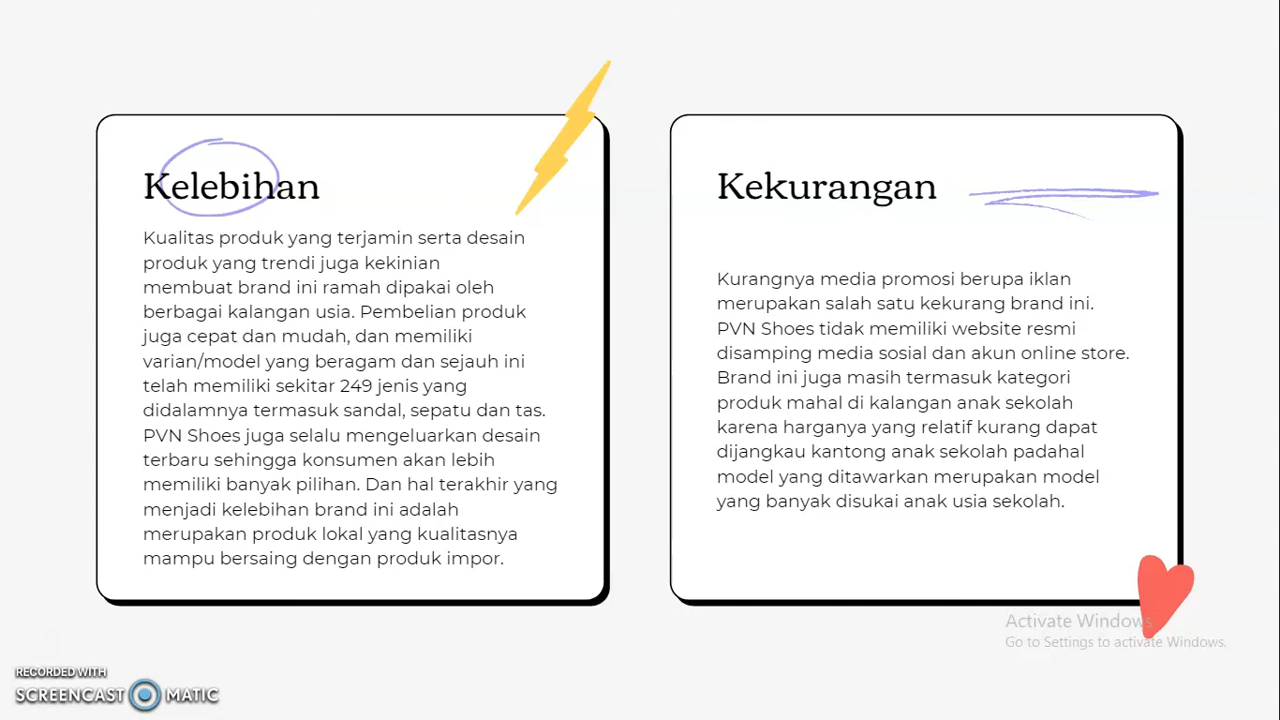 Kelebihan
Kualitas produk yang terjamin serta desain
produk yang trendi juga kekinian
membuat brand ini ramah dipakai oleh
berbagai kalangan usia. Pembelian produk
juga cepat dan mudah, dan memiliki
varian/model yang beragam dan sejauh ini
telah memiliki sekitar 249 jenis yang
didalamnya termasuk sandal, sepatu dan tas.
PVN Shoes juga selalu mengeluarkan desain
terbaru sehingga konsumen akan lebih
memiliki banyak pilihan. Dan hal terakhir yang
menjadi kelebihan brand ini adalah
merupakan produk lokal yang kualitasnya
mampu bersaing dengan produk impor.
Kekurangan
Kurangnya media promosi berupa iklan
merupakan salah satu kekurang brand ini.
PVN Shoes tidak memiliki website resmi
disamping media sosial dan akun online store.
Brand ini juga masih termasuk kategori
produk mahal di kalangan anak sekolah
karena harganya yang relatif kurang dapat
dijangkau kantong anak sekolah padahal
model yang ditawarkan merupakan model
yang banyak disukai anak usia sekolah.
Activate Windows
Go to Settings to activate Windows.
RECORDED WITH
SCREENCAST MATIC